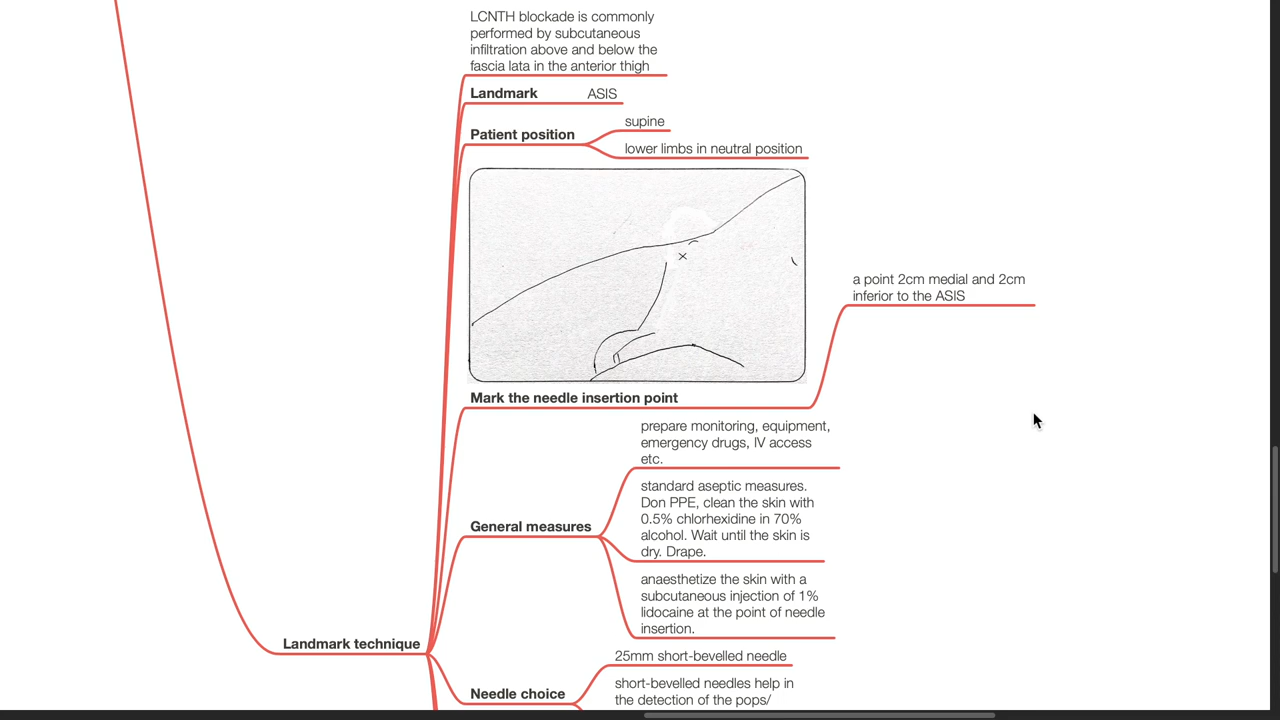 LCNTH blockade is commonly
performed by subcutaneous
infiltration above and below the
fascia lata in the anterior thigh
Landmark ASIS
Patient position
supine
lower limbs in neutral position
Mark the needle insertion point
a point 2cm medial and 2cm
inferior to the ASIS
General measures
prepare monitoring, equipment,
emergency drugs, IV access
etc.
standard aseptic measures.
Don PPE, clean the skin with
0.5% chlorhexidine in 70%
alcohol. Wait until the skin is
dry. Drape.
anaesthetize the skin with a
subcutaneous injection of 1%
lidocaine at the point of needle
insertion.
Landmark technique
Needle choice
25mm short-bevelled needle
short-bevelled needles help in
the detection of the pops/